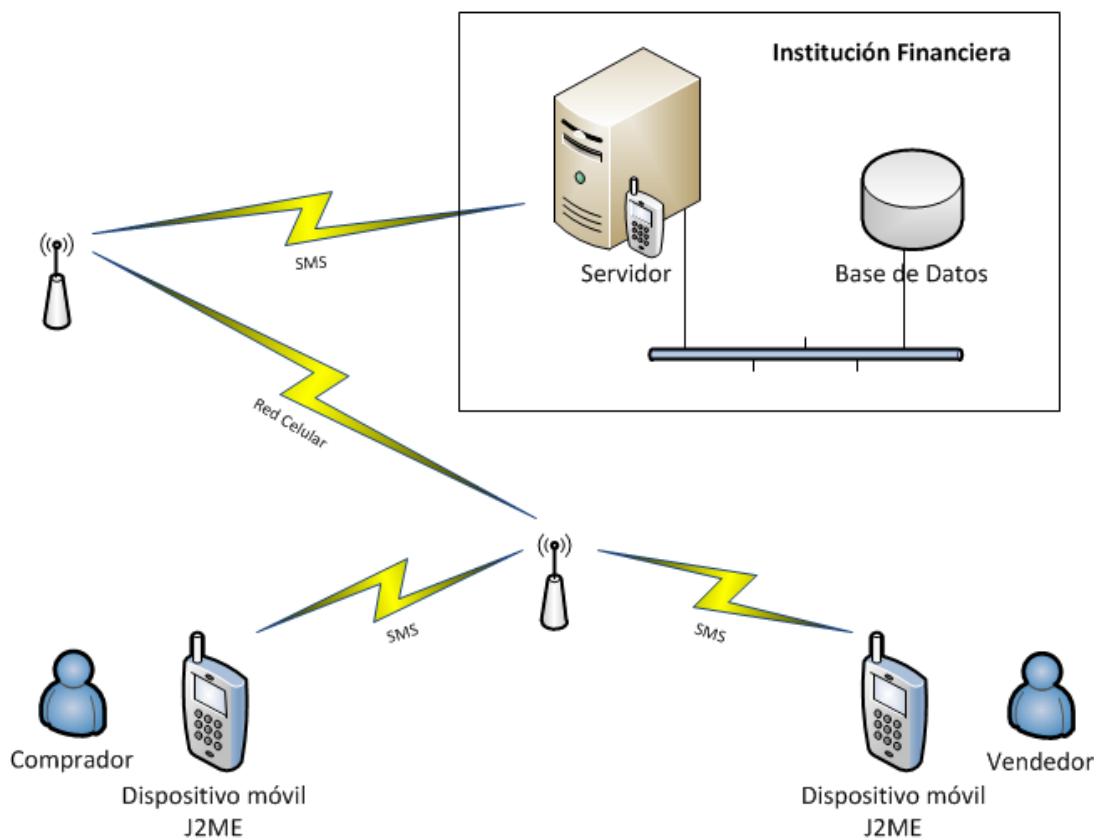 Institución Financiera
Servidor
Base de Datos
SMS
Red Celular
SMS
SMS
Comprador
Vendedor
Dispositivo móvil
J2ME
Dispositivo móvil
J2ME